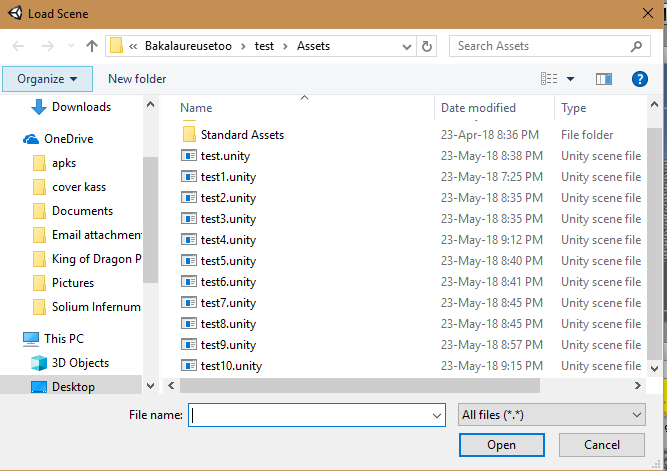 Load Scene
« Bakalaureusetoo > test > Assets
Search Assets
Organize
New folder
?
Downloads
OneDrive
apks
cover kass
Documents
Email attachment
King of Dragon P
Pictures
Solium Infernum
This PC
3D Objects
Desktop
Name Date modified Type
Standard Assets 23-Apr-18 8:36 PM File folder
test.unity 23-May-18 8:38 PM Unity scene file
test1.unity 23-May-18 7:25 PM Unity scene file
test2.unity 23-May-18 8:35 PM Unity scene file
test3.unity 23-May-18 8:35 PM Unity scene file
test4.unity 23-May-18 9:12 PM Unity scene file
test5.unity 23-May-18 8:40 PM Unity scene file
test6.unity 23-May-18 8:41 PM Unity scene file
test7.unity 23-May-18 8:45 PM Unity scene file
test8.unity 23-May-18 8:45 PM Unity scene file
test9.unity 23-May-18 8:57 PM Unity scene file
test10.unity 23-May-18 9:15 PM Unity scene file
File name:
All files (*.*)
Open
Cancel